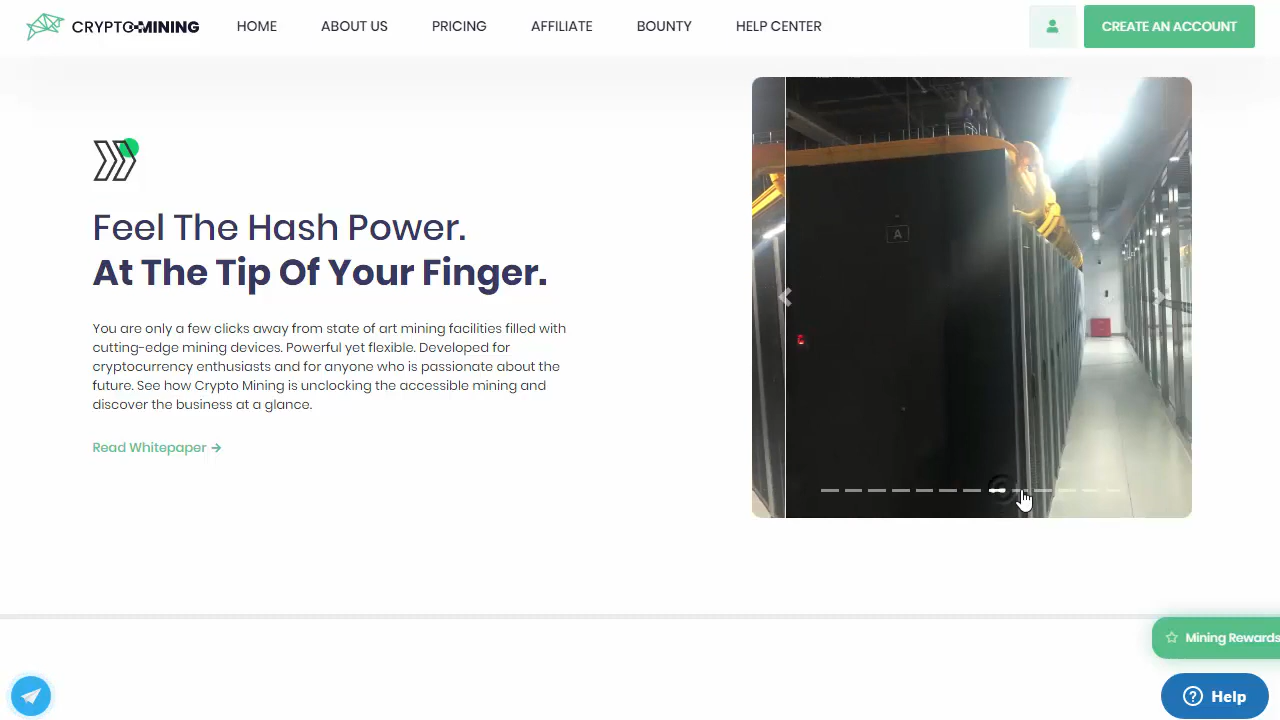 CRYPTO MINING
HOME
ABOUT US
PRICING
AFFILIATE
BOUNTY
HELP CENTER
CREATE AN ACCOUNT
A
Feel The Hash Power.
At The Tip Of Your Finger.
You are only a few clicks away from state of art mining facilities filled with
cutting-edge mining devices. Powerful yet flexible. Developed for
cryptocurrency enthusiasts and for anyone who is passionate about the
future. See how Crypto Mining is unclocking the accessible mining and
discover the business at a glance.
Read Whitepaper →
Mining Rewards
? Help